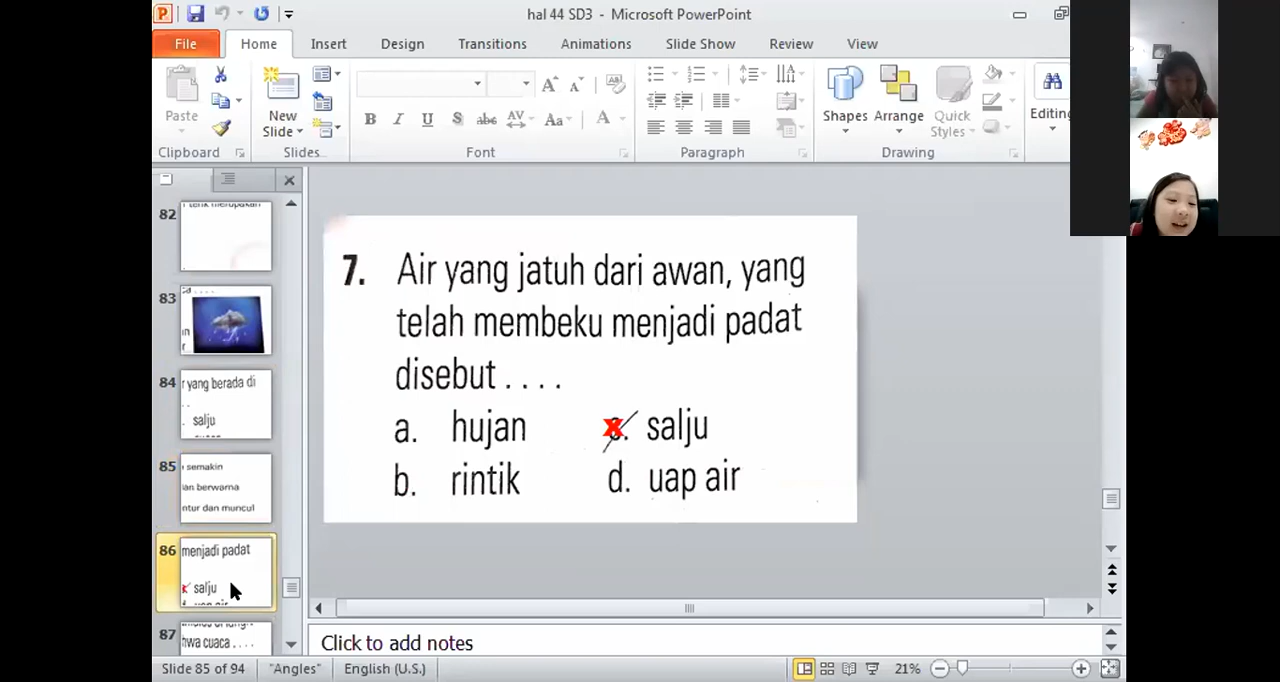 hal 44 SD3 - Microsoft PowerPoint
File Home Insert Design Transitions Animations Slide Show Review View
Paste
New
Slide
Shapes
Arrange
Quick
Styles
Editing
Clipboard
Slides
Font
Paragraph
Drawing
82
83
84
r yang berada di
salju
85
semakin
an berwarna
ntur dan muncul
86
menjadi padat
salju
uap air
87
hwa cuaca . . . .
7. Air yang jatuh dari awan, yang
telah membeku menjadi padat
disebut . . . .
a. hujan c. salju
b. rintik d. uap air
Click to add notes
Slide 85 of 94 "Angles" English (U.S.) 21%